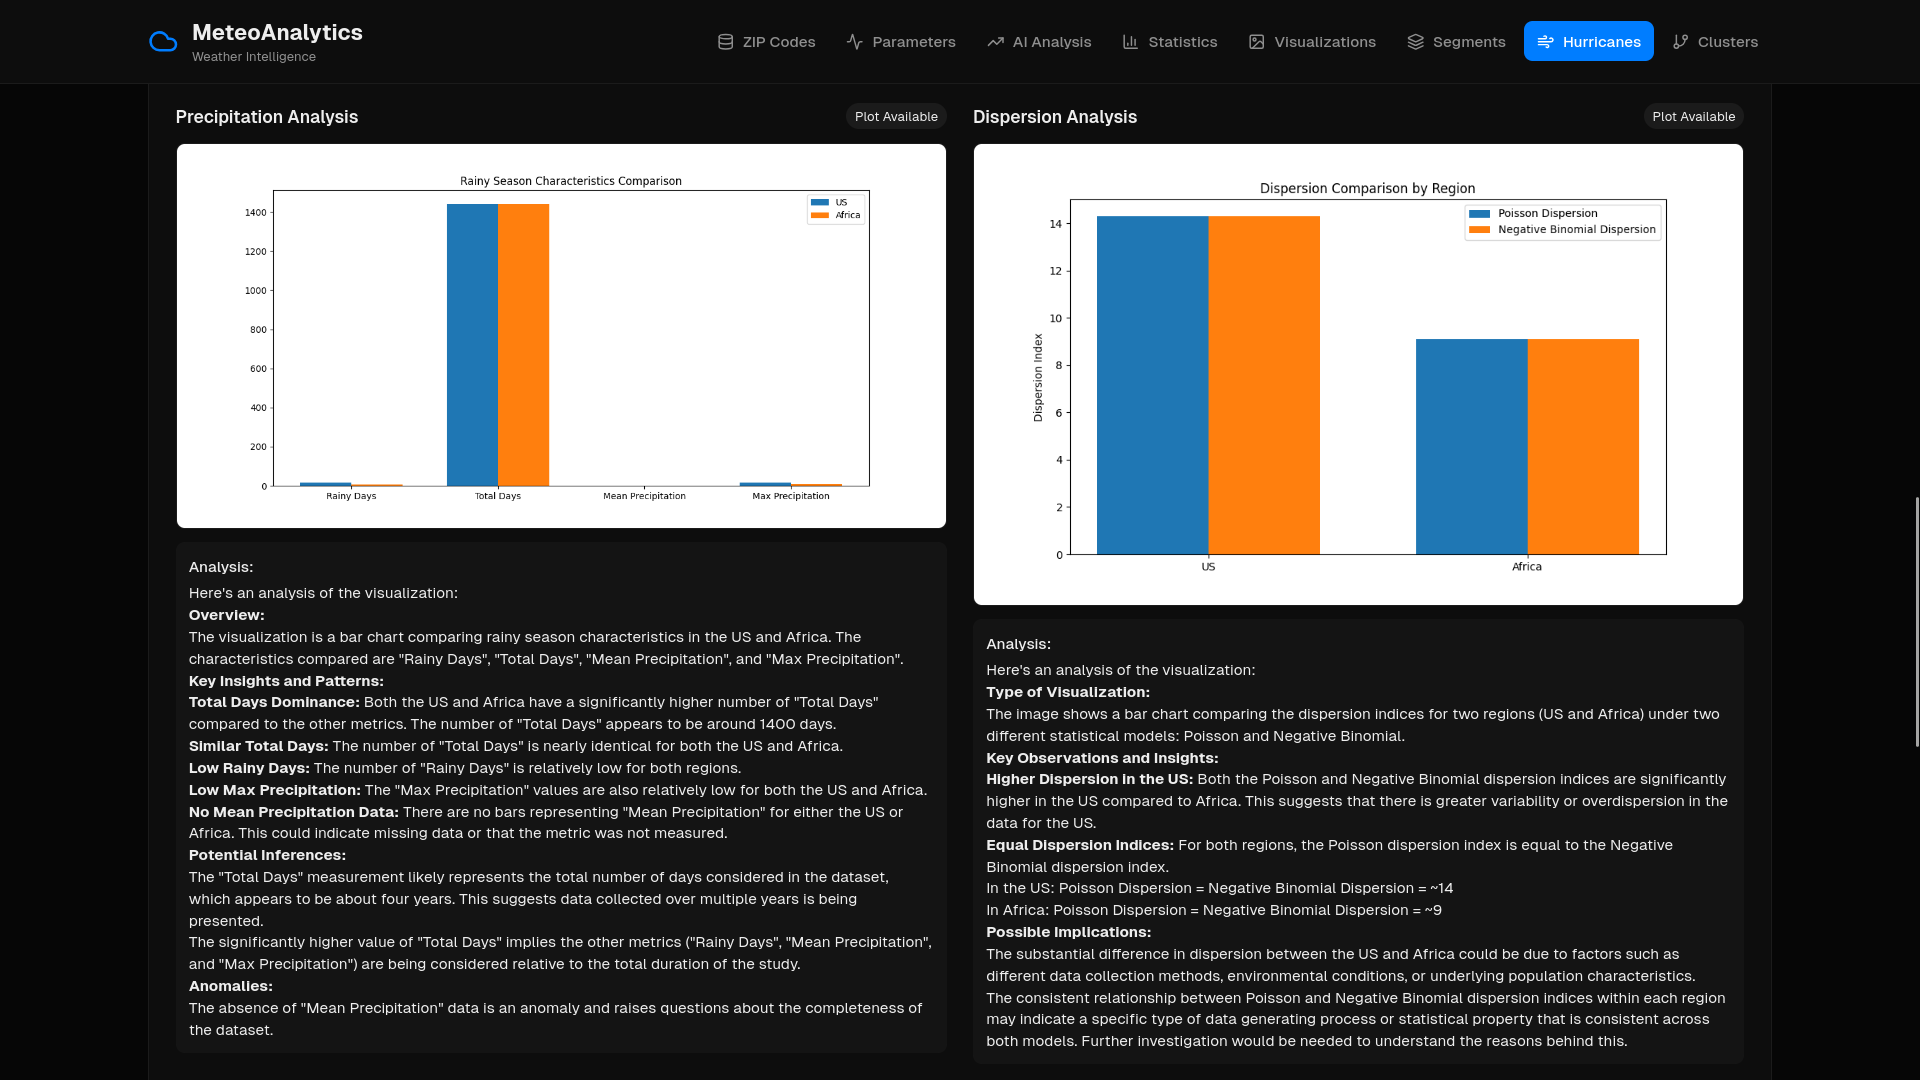 MeteoAnalytics
Weather Intelligence
ZIP Codes
Parameters
AI Analysis
Statistics
Visualizations
Segments
Hurricanes
Clusters
Precipitation Analysis
Plot Available
Rainy Season Characteristics Comparison
US
Africa
1400
1200
1000
800
600
400
200
0
Rainy Days
Total Days
Mean Precipitation
Max Precipitation
Analysis:
Here's an analysis of the visualization:
Overview:
The visualization is a bar chart comparing rainy season characteristics in the US and Africa. The
characteristics compared are "Rainy Days", "Total Days", "Mean Precipitation", and "Max Precipitation".
Key Insights and Patterns:
Total Days Dominance: Both the US and Africa have a significantly higher number of "Total Days"
compared to the other metrics. The number of "Total Days" appears to be around 1400 days.
Similar Total Days: The number of "Total Days" is nearly identical for both the US and Africa.
Low Rainy Days: The number of "Rainy Days" is relatively low for both regions.
Low Max Precipitation: The "Max Precipitation" values are also relatively low for both the US and Africa.
No Mean Precipitation Data: There are no bars representing "Mean Precipitation" for either the US or
Africa. This could indicate missing data or that the metric was not measured.
Potential Inferences:
The "Total Days" measurement likely represents the total number of days considered in the dataset,
which appears to be about four years. This suggests data collected over multiple years is being
presented.
The significantly higher value of "Total Days" implies the other metrics ("Rainy Days", "Mean Precipitation",
and "Max Precipitation") are being considered relative to the total duration of the study.
Anomalies:
The absence of "Mean Precipitation" data is an anomaly and raises questions about the completeness of
the dataset.
Dispersion Analysis
Plot Available
Dispersion Comparison by Region
Poisson Dispersion
Negative Binomial Dispersion
Dispersion Index
14
12
10
8
6
4
2
0
US
Africa
Analysis:
Here's an analysis of the visualization:
Type of Visualization:
The image shows a bar chart comparing the dispersion indices for two regions (US and Africa) under two
different statistical models: Poisson and Negative Binomial.
Key Observations and Insights:
Higher Dispersion in the US: Both the Poisson and Negative Binomial dispersion indices are significantly
higher in the US compared to Africa. This suggests that there is greater variability or overdispersion in the
data for the US.
Equal Dispersion Indices: For both regions, the Poisson dispersion index is equal to the Negative
Binomial dispersion index.
In the US: Poisson Dispersion = Negative Binomial Dispersion = ~14
In Africa: Poisson Dispersion = Negative Binomial Dispersion = ~9
Possible Implications:
The substantial difference in dispersion between the US and Africa could be due to factors such as
different data collection methods, environmental conditions, or underlying population characteristics.
The consistent relationship between Poisson and Negative Binomial dispersion indices within each region
may indicate a specific type of data generating process or statistical property that is consistent across
both models. Further investigation would be needed to understand the reasons behind this.